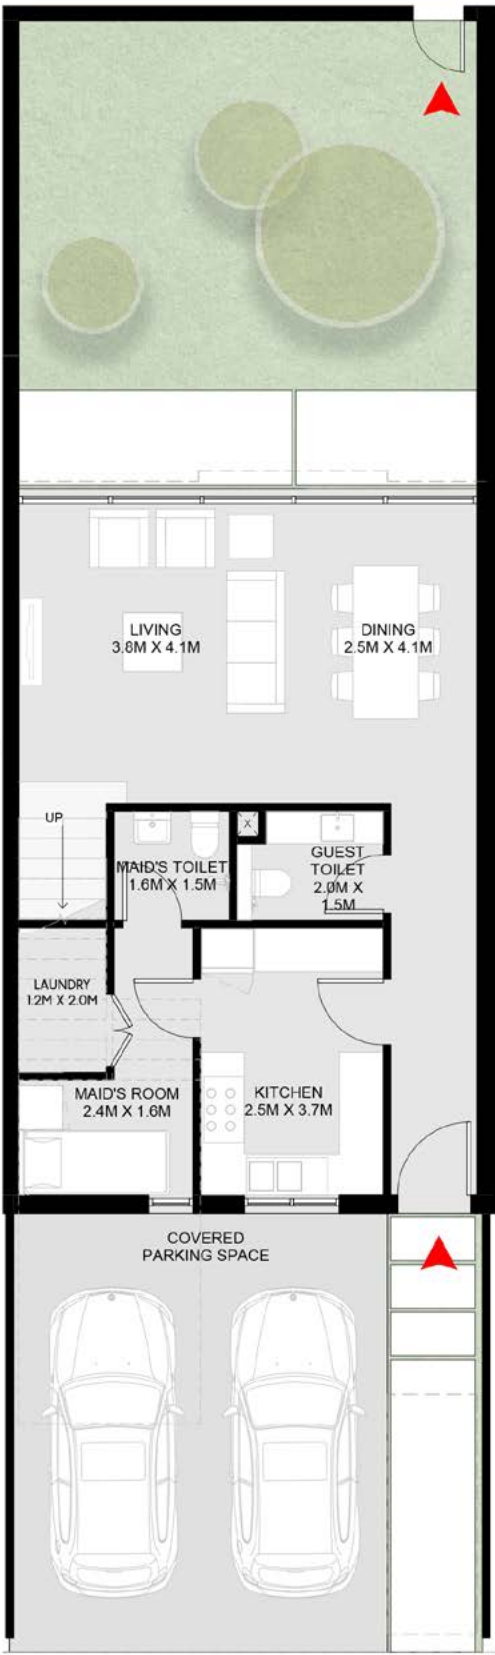 LIVING
3.8M X 4.1M
DINING
2.5M X 4.1M
UP
X
MAID'S TOILET
1.6M X 1.5M
GUEST
TOILET
2.0M X
1.5M
LAUNDRY
1.2M X 2.0M
MAID'S ROOM
2.4M X 1.6M
KITCHEN
2.5M X 3.7M
COVERED
PARKING SPACE